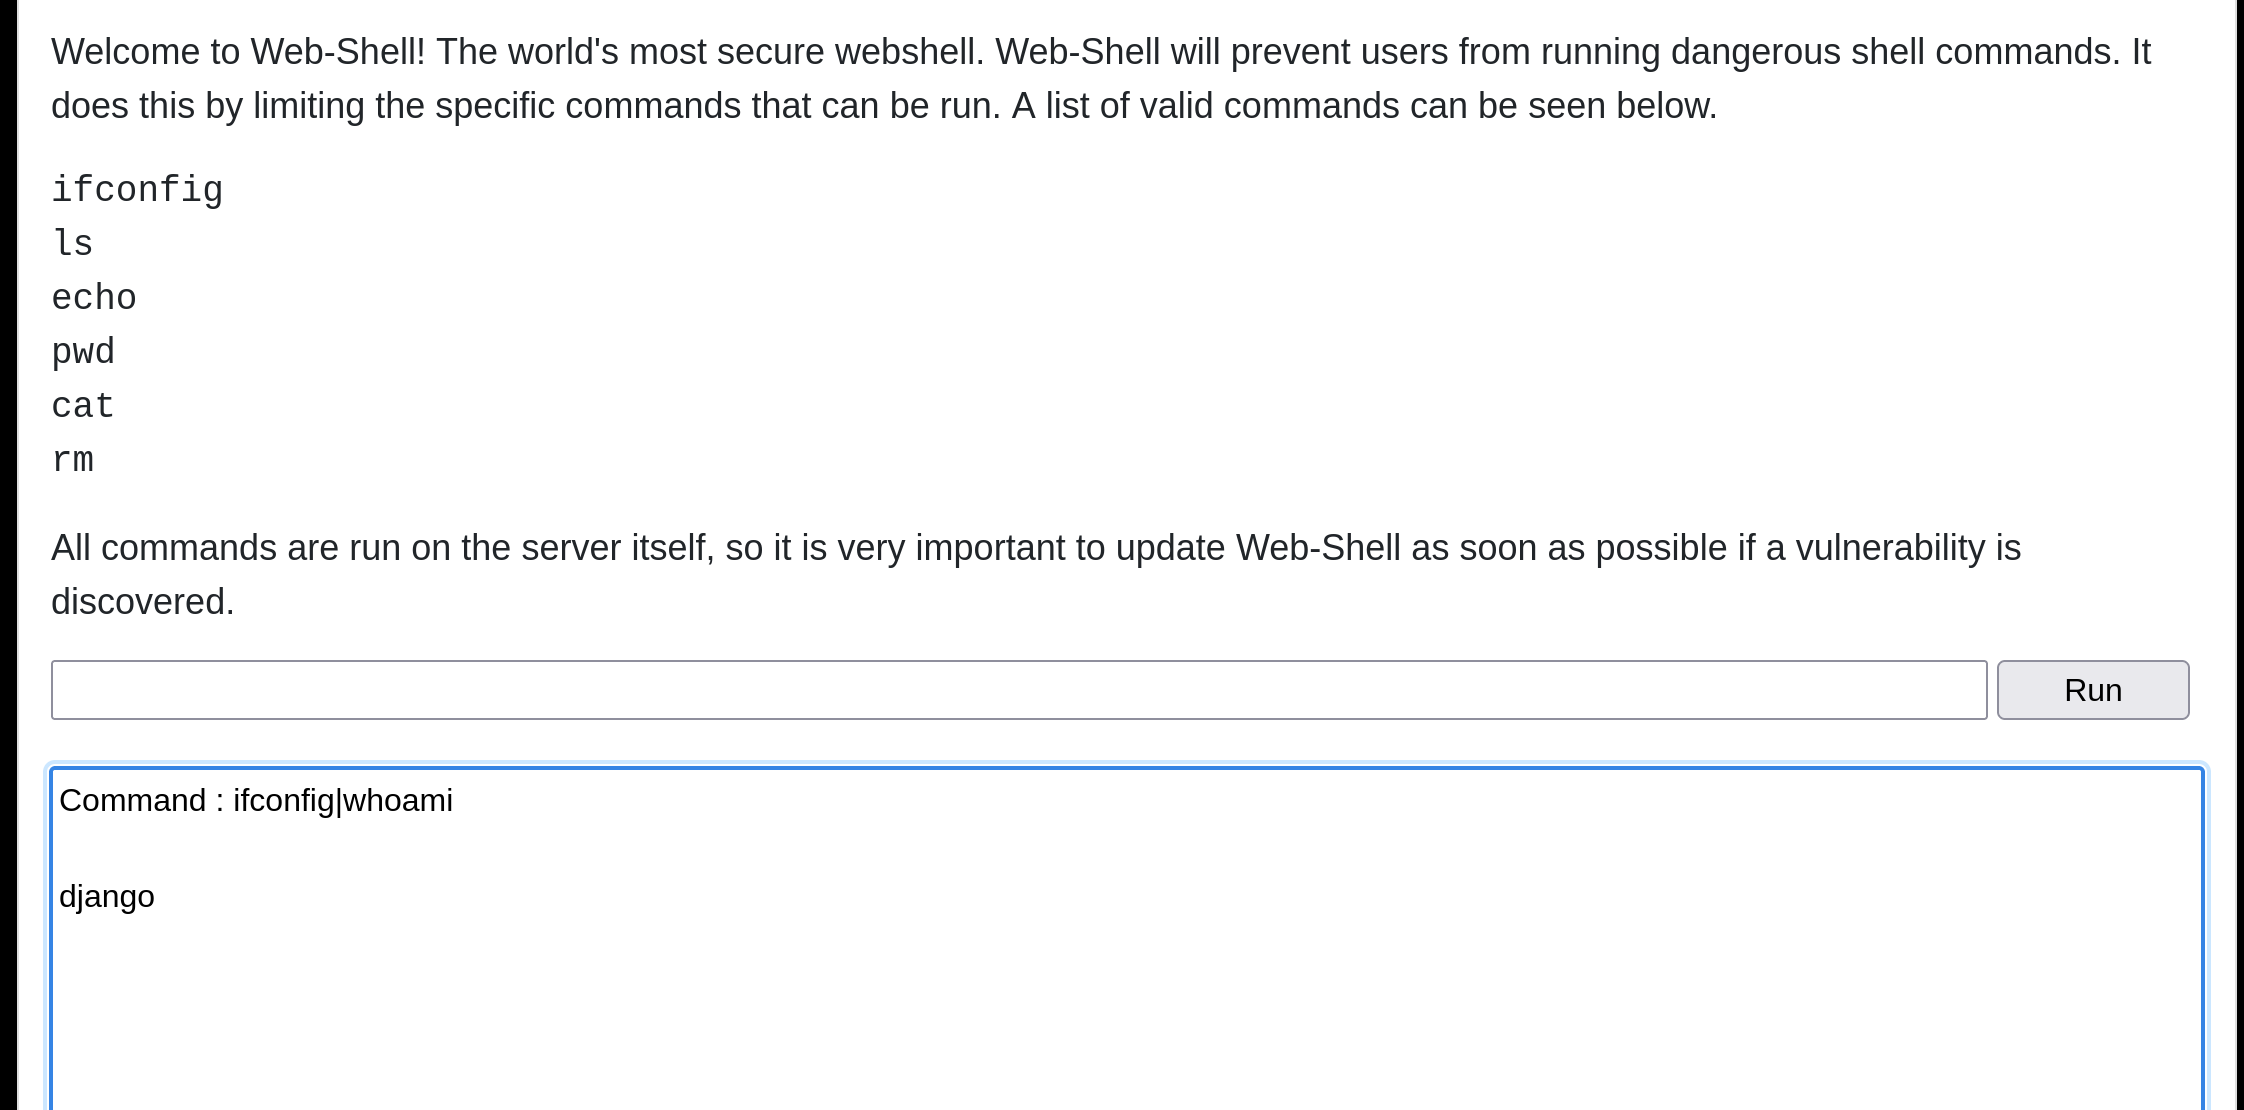 Welcome to Web-Shell! The world's most secure webshell. Web-Shell will prevent users from running dangerous shell commands. It
does this by limiting the specific commands that can be run. A list of valid commands can be seen below.
ifconfig
ls
echo
pwd
cat
rm
All commands are run on the server itself, so it is very important to update Web-Shell as soon as possible if a vulnerability is
discovered.
Run
Command : ifconfig|whoami
django